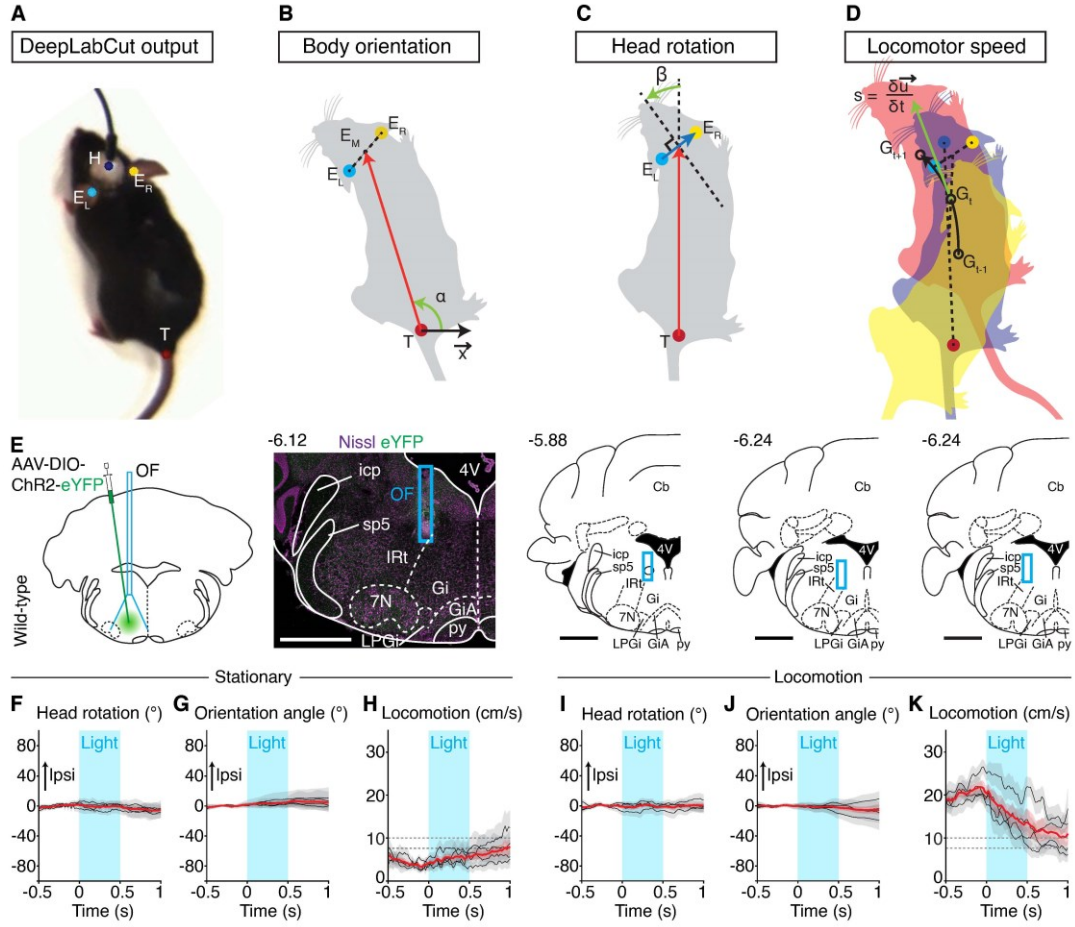 A
DeepLabCut output
H
E_L
E_R
T
B
Body orientation
E_M
E_R
E_L
α
T
x
C
Head rotation
β
E_R
E_L
T
D
Locomotor speed
s = δu
δt
G_t+1
G_t
G_t-1
E
AAV-DIO-
ChR2-eYFP
OF
Wild-type
-6.12
Nissl eYFP
icp
OF
4V
sp5
IRt
7N
Gi
GiA
LPGi
py
-5.88
Cb
4V
icp
sp5
IRt
Gi
7N
LPGi GiA py
-6.24
Cb
4V
icp
sp5
IRt
Gi
7N
LPGi GiA py
-6.24
Cb
4V
icp
sp5
IRt
Gi
7N
LPGi GiA py
Stationary
Locomotion
F
Head rotation (°)
Light
Ipsi
80
40
0
-40
-80
-0.5 0 0.5 1
Time (s)
G
Orientation angle (°)
Light
Ipsi
80
40
0
-40
-80
-0.5 0 0.5 1
Time (s)
H
Locomotion (cm/s)
Light
30
20
10
0
-0.5 0 0.5 1
Time (s)
I
Head rotation (°)
Light
Ipsi
80
40
0
-40
-80
-0.5 0 0.5 1
Time (s)
J
Orientation angle (°)
Light
Ipsi
80
40
0
-40
-80
-0.5 0 0.5 1
Time (s)
K
Locomotion (cm/s)
Light
30
20
10
0
-0.5 0 0.5 1
Time (s)